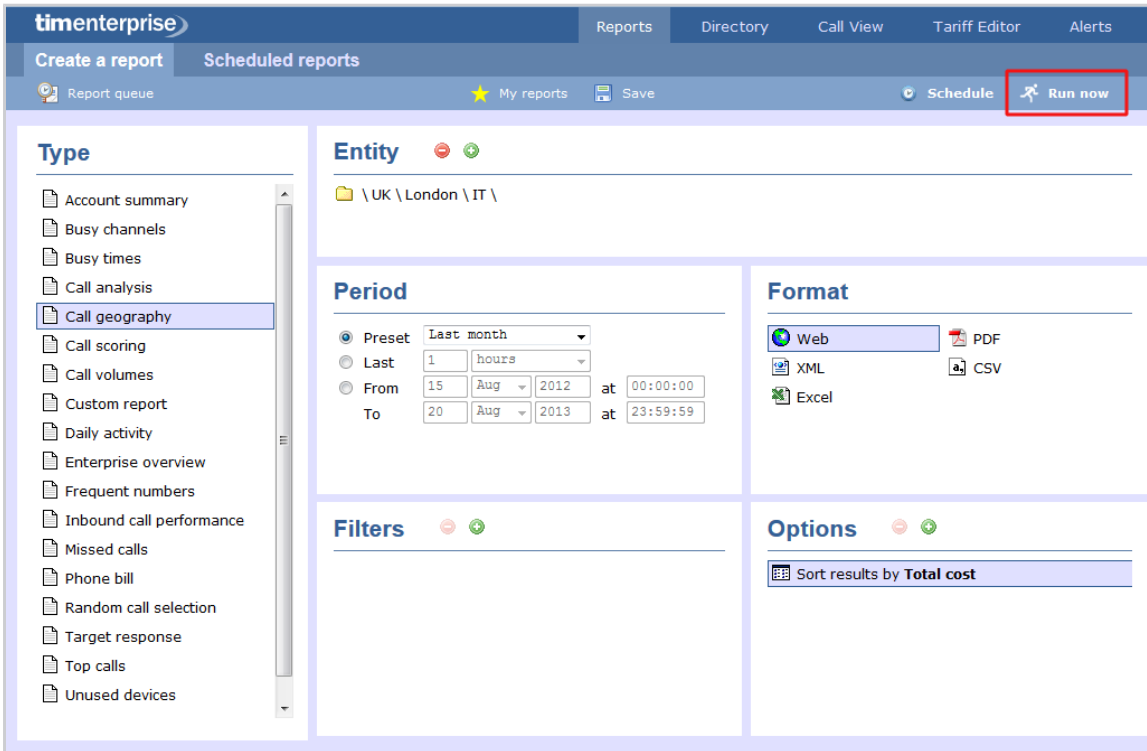 timenterprise
Reports Directory Call View Tariff Editor Alerts
Create a report Scheduled reports
Report queue My reports Save Schedule Run now
Type
Account summary
Busy channels
Busy times
Call analysis
Call geography
Call scoring
Call volumes
Custom report
Daily activity
Enterprise overview
Frequent numbers
Inbound call performance
Missed calls
Phone bill
Random call selection
Target response
Top calls
Unused devices
Entity
\ UK \ London \ IT \
Period
Preset Last month
Last 1 hours
From 15 Aug 2012 at 00:00:00
To 20 Aug 2013 at 23:59:59
Format
Web PDF
XML CSV
Excel
Filters
Options
Sort results by Total cost